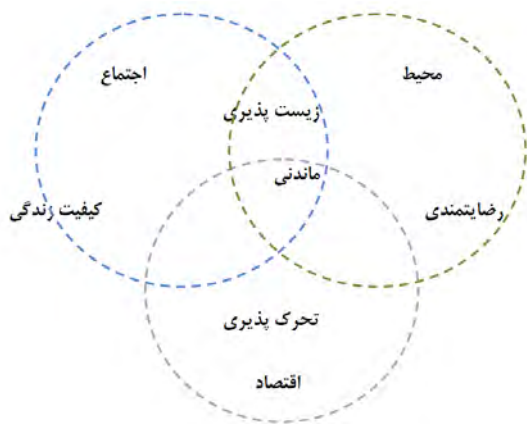 اجتماع
محیط
زیست پذیری
ماندنی
کیفیت زندگی
رضایتمندی
تحرک پذیری
اقتصاد